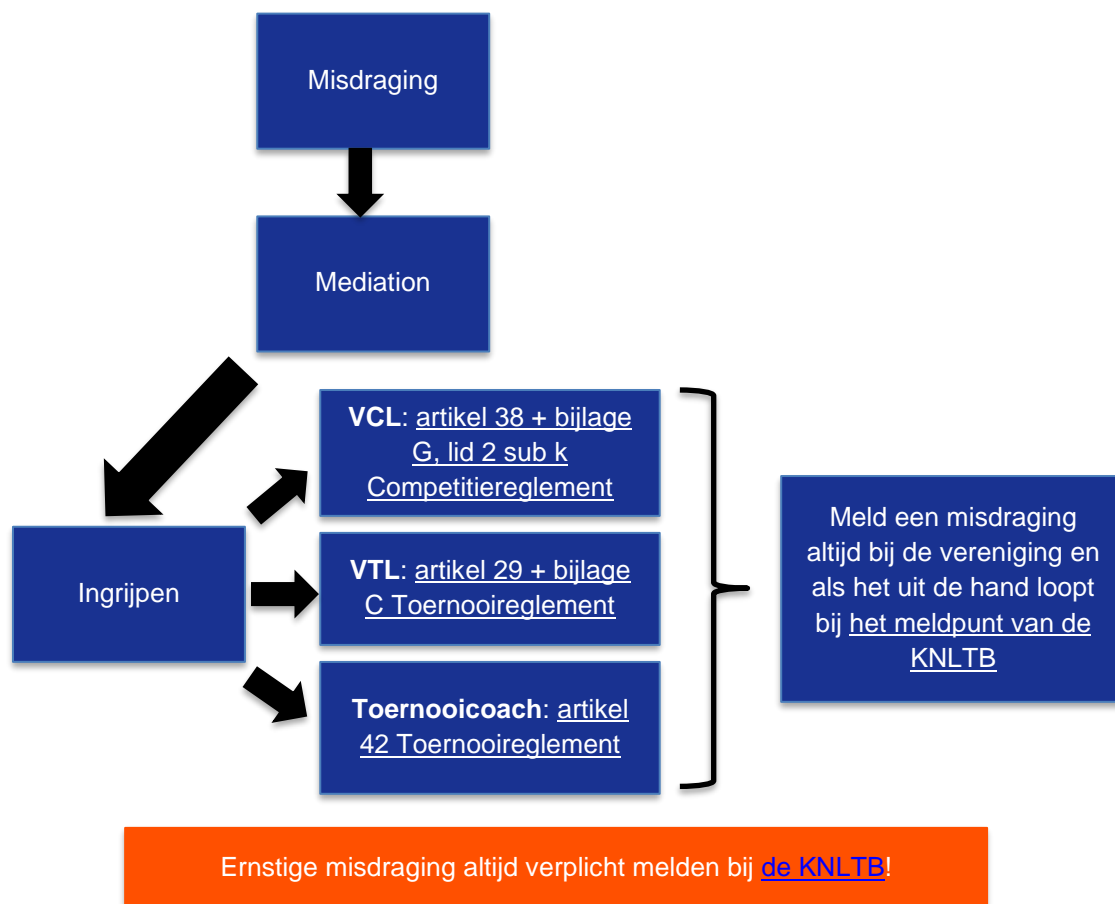 Misdraging
Mediation
VCL: artikel 38 + bijlage
G, lid 2 sub k
Competitiereglement
Ingrijpen
VTL: artikel 29 + bijlage
C Toernooireglement
Toernooicoach: artikel
42 Toernooireglement
Meld een misdraging
altijd bij de vereniging en
als het uit de hand loopt
bij het meldpunt van de
KNLTB
Ernstige misdraging altijd verplicht melden bij de KNLTB!